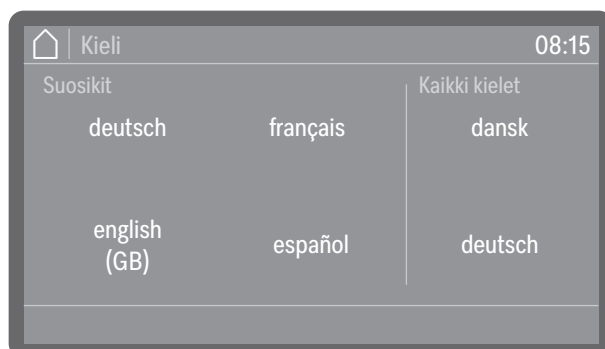 Kieli 08:15
Suosikit Kaikki kielet
deutsch français dansk
english
(GB) español deutsch